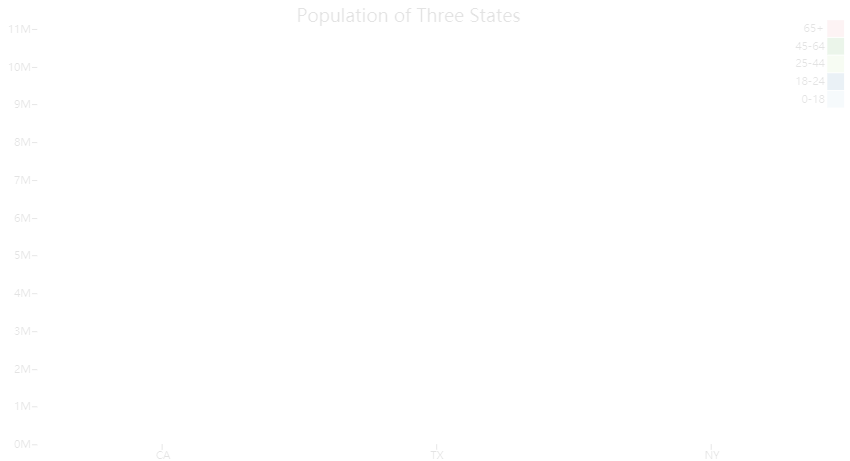 Population of Three States
11M
10M
9M
8M
7M
6M
5M
4M
3M
2M
1M
0M
65+
45-64
25-44
18-24
0-18
CA
TX
NY